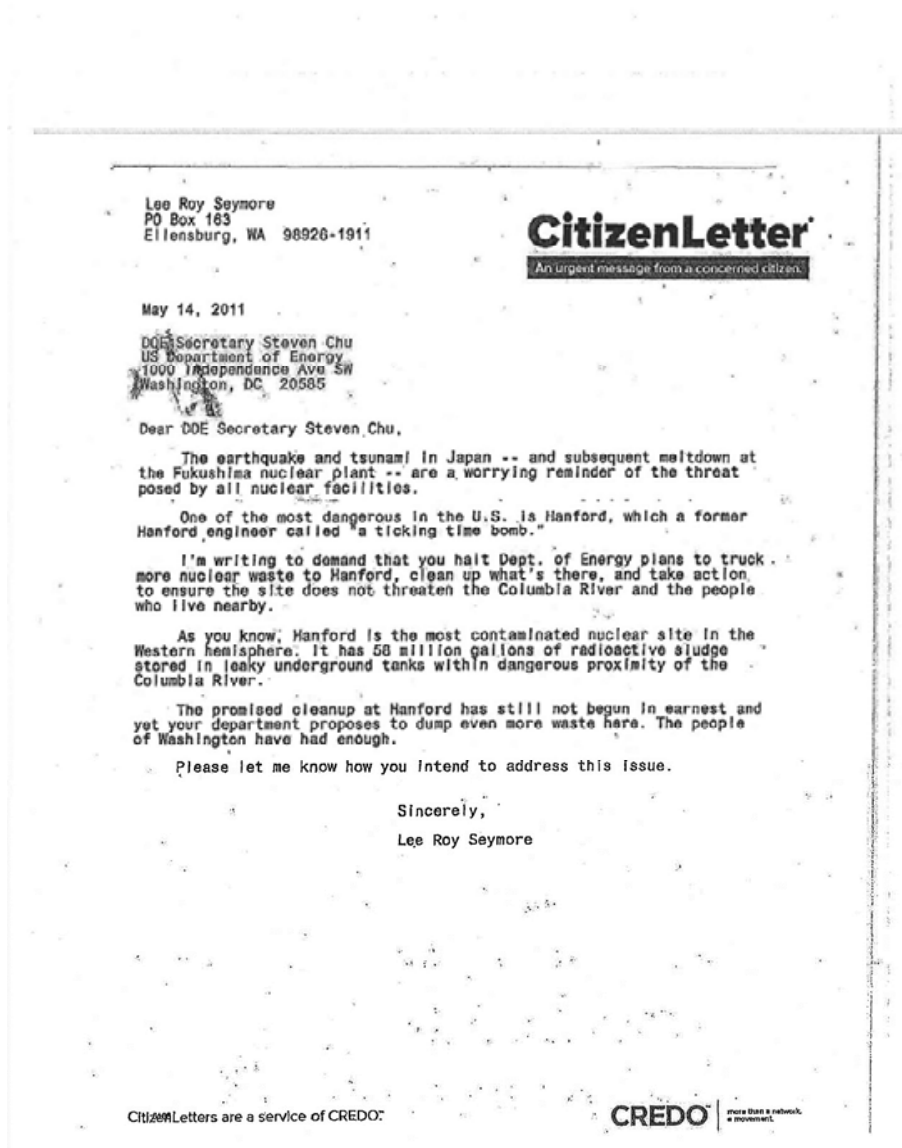 Lee Roy Seymore
PO Box 163
Ellensburg, WA 98926-1911
CitizenLetter
An urgent message from a concerned citizen.
May 14, 2011
DOE Secretary Steven Chu
US Department of Energy
1000 Independence Ave SW
Washington, DC 20585
Dear DOE Secretary Steven Chu,
The earthquake and tsunami in Japan -- and subsequent meltdown at
the Fukushima nuclear plant -- are a worrying reminder of the threat
posed by all nuclear facilities.
One of the most dangerous in the U.S. is Hanford, which a former
Hanford engineer called "a ticking time bomb."
I'm writing to demand that you halt Dept. of Energy plans to truck
more nuclear waste to Hanford, clean up what's there, and take action
to ensure the site does not threaten the Columbia River and the people
who live nearby.
As you know, Hanford is the most contaminated nuclear site in the
Western hemisphere. It has 58 million gallons of radioactive sludge
stored in leaky underground tanks within dangerous proximity of the
Columbia River.
The promised cleanup at Hanford has still not begun in earnest and
yet your department proposes to dump even more waste here. The people
of Washington have had enough.
Please let me know how you intend to address this issue.
Sincerely,
Lee Roy Seymore
CitizenLetters are a service of CREDO.
CREDO
more than a network.
a movement.